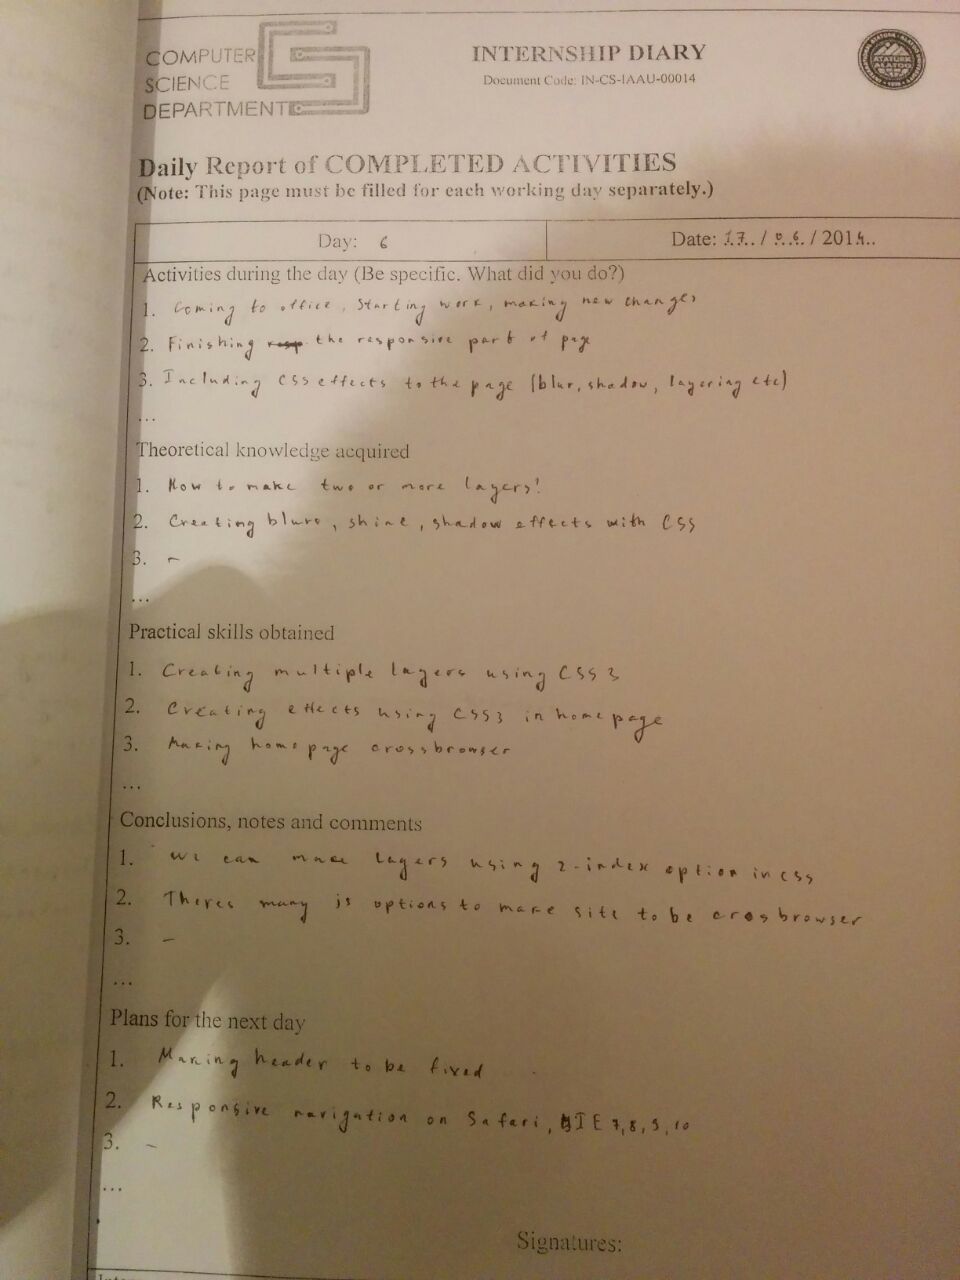 COMPUTER
SCIENCE
DEPARTMENT
INTERNSHIP DIARY
Document Code: IN-CS-IAAU-00014
Daily Report of COMPLETED ACTIVITIES
(Note: This page must be filled for each working day separately.)
Day: 6
Date: 17../ 0.6. / 2014..
Activities during the day (Be specific. What did you do?)
1. Coming to office, Starting work, making new changes
2. Finishing the responsive part of page
3. Including CSS effects to the page (blur, shadow, layering etc)
...
Theoretical knowledge acquired
1. How to make two or more layers?
2. Creating blure, shine, shadow effects with CSS
3. –
...
Practical skills obtained
1. Creating multiple layers using CSS3
2. Creating effects using CSS3 in home page
3. Making home page crossbrowser
...
Conclusions, notes and comments
1. We can make layers using z-index option in css
2. Theres many is options to make site to be crosbrowser
3. –
...
Plans for the next day
1. Making header to be fixed
2. Responsive navigation on Safari, IE 7,8,9,10
3. –
...
Signatures: